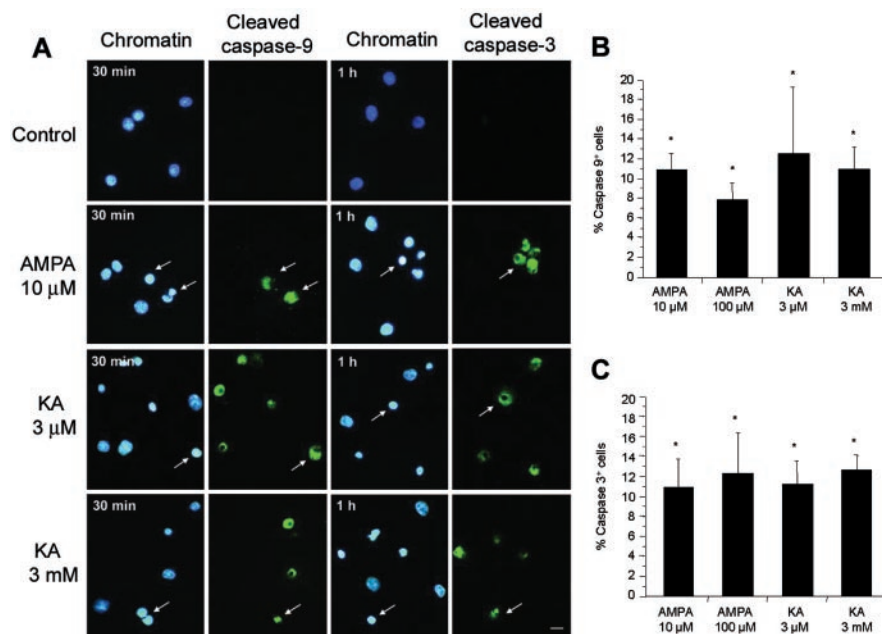 A
Chromatin
Cleaved
caspase-9
Chromatin
Cleaved
caspase-3
Control
30 min
1 h
AMPA
10 µM
30 min
1 h
KA
3 µM
30 min
1 h
KA
3 mM
30 min
1 h
B
% Caspase 9⁺ cells
20
18
16
14
12
10
8
6
4
2
0
*
*
*
*
AMPA
10 µM
AMPA
100 µM
KA
3 µM
KA
3 mM
C
% Caspase 3⁺ cells
20
18
16
14
12
10
8
6
4
2
0
*
*
*
*
AMPA
10 µM
AMPA
100 µM
KA
3 µM
KA
3 mM